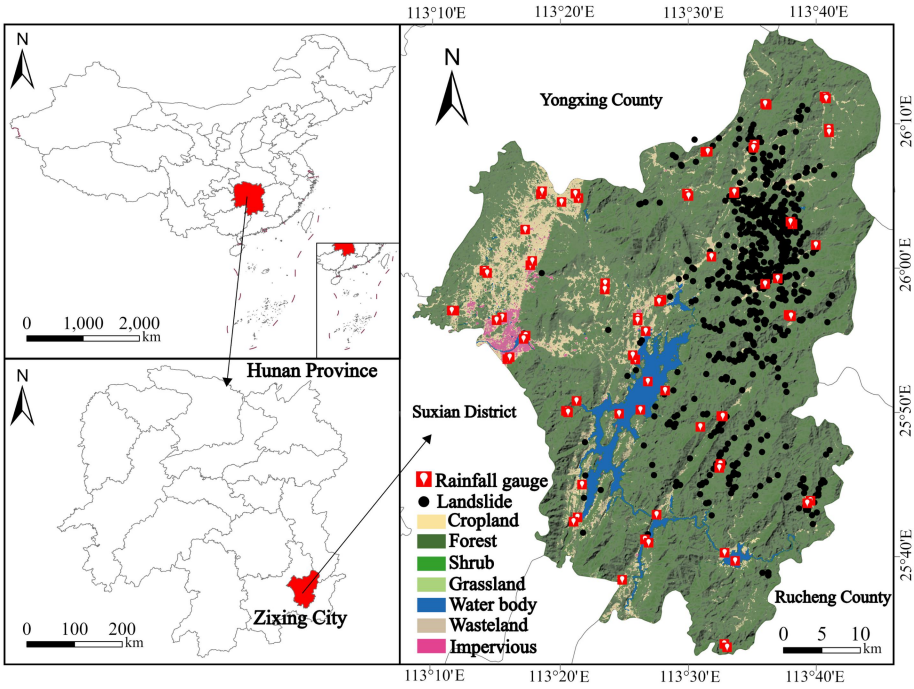 113°10'E 113°20'E 113°30'E 113°40'E
N
0 1,000 2,000
km
Hunan Province
N
Zixing City
0 100 200
km
N
Yongxing County
Suxian District
Rucheng County
Rainfall gauge
Landslide
Cropland
Forest
Shrub
Grassland
Water body
Wasteland
Impervious
0 5 10
km
26°10'N
26°00'N
25°50'N
25°40'N
113°10'E 113°20'E 113°30'E 113°40'E